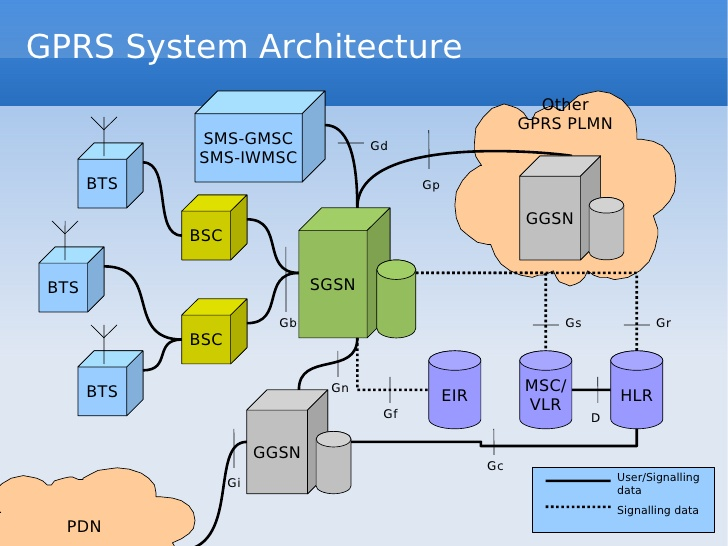 GPRS System Architecture
Other
GPRS PLMN
SMS-GMSC
SMS-IWMSC
Gd
Gp
BTS
GGSN
BSC
SGSN
BTS
Gb
Gs
Gr
BSC
BTS
Gn
Gf
EIR
MSC/
VLR
D
HLR
GGSN
Gc
Gi
PDN
User/Signalling
data
Signalling data